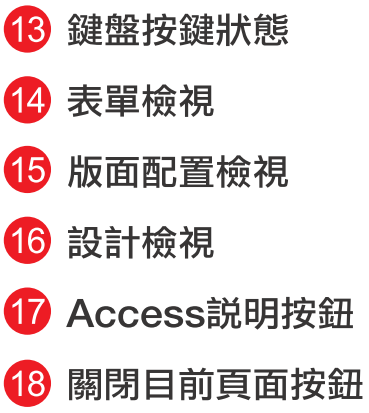 13 鍵盤按鍵狀態
14 表單檢視
15 版面配置檢視
16 設計檢視
17 Access説明按鈕
18 關閉目前頁面按鈕